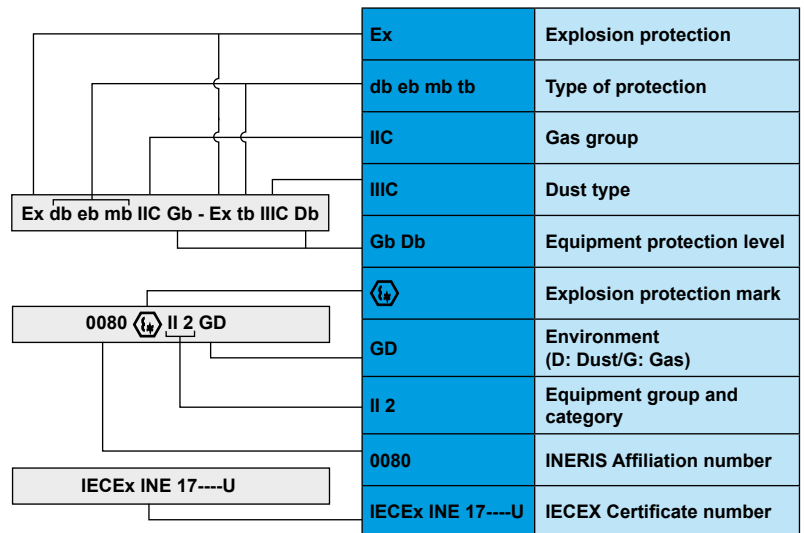 Ex Explosion protection
db eb mb tb Type of protection
IIC Gas group
IIIC Dust type
Ex db eb mb IIC Gb - Ex tb IIIC Db
Gb Db Equipment protection level
Explosion protection mark
0080 II 2 GD
GD Environment
(D: Dust/G: Gas)
II 2 Equipment group and
category
0080 INERIS Affiliation number
IECEx INE 17----U
IECEx INE 17----U IECEX Certificate number